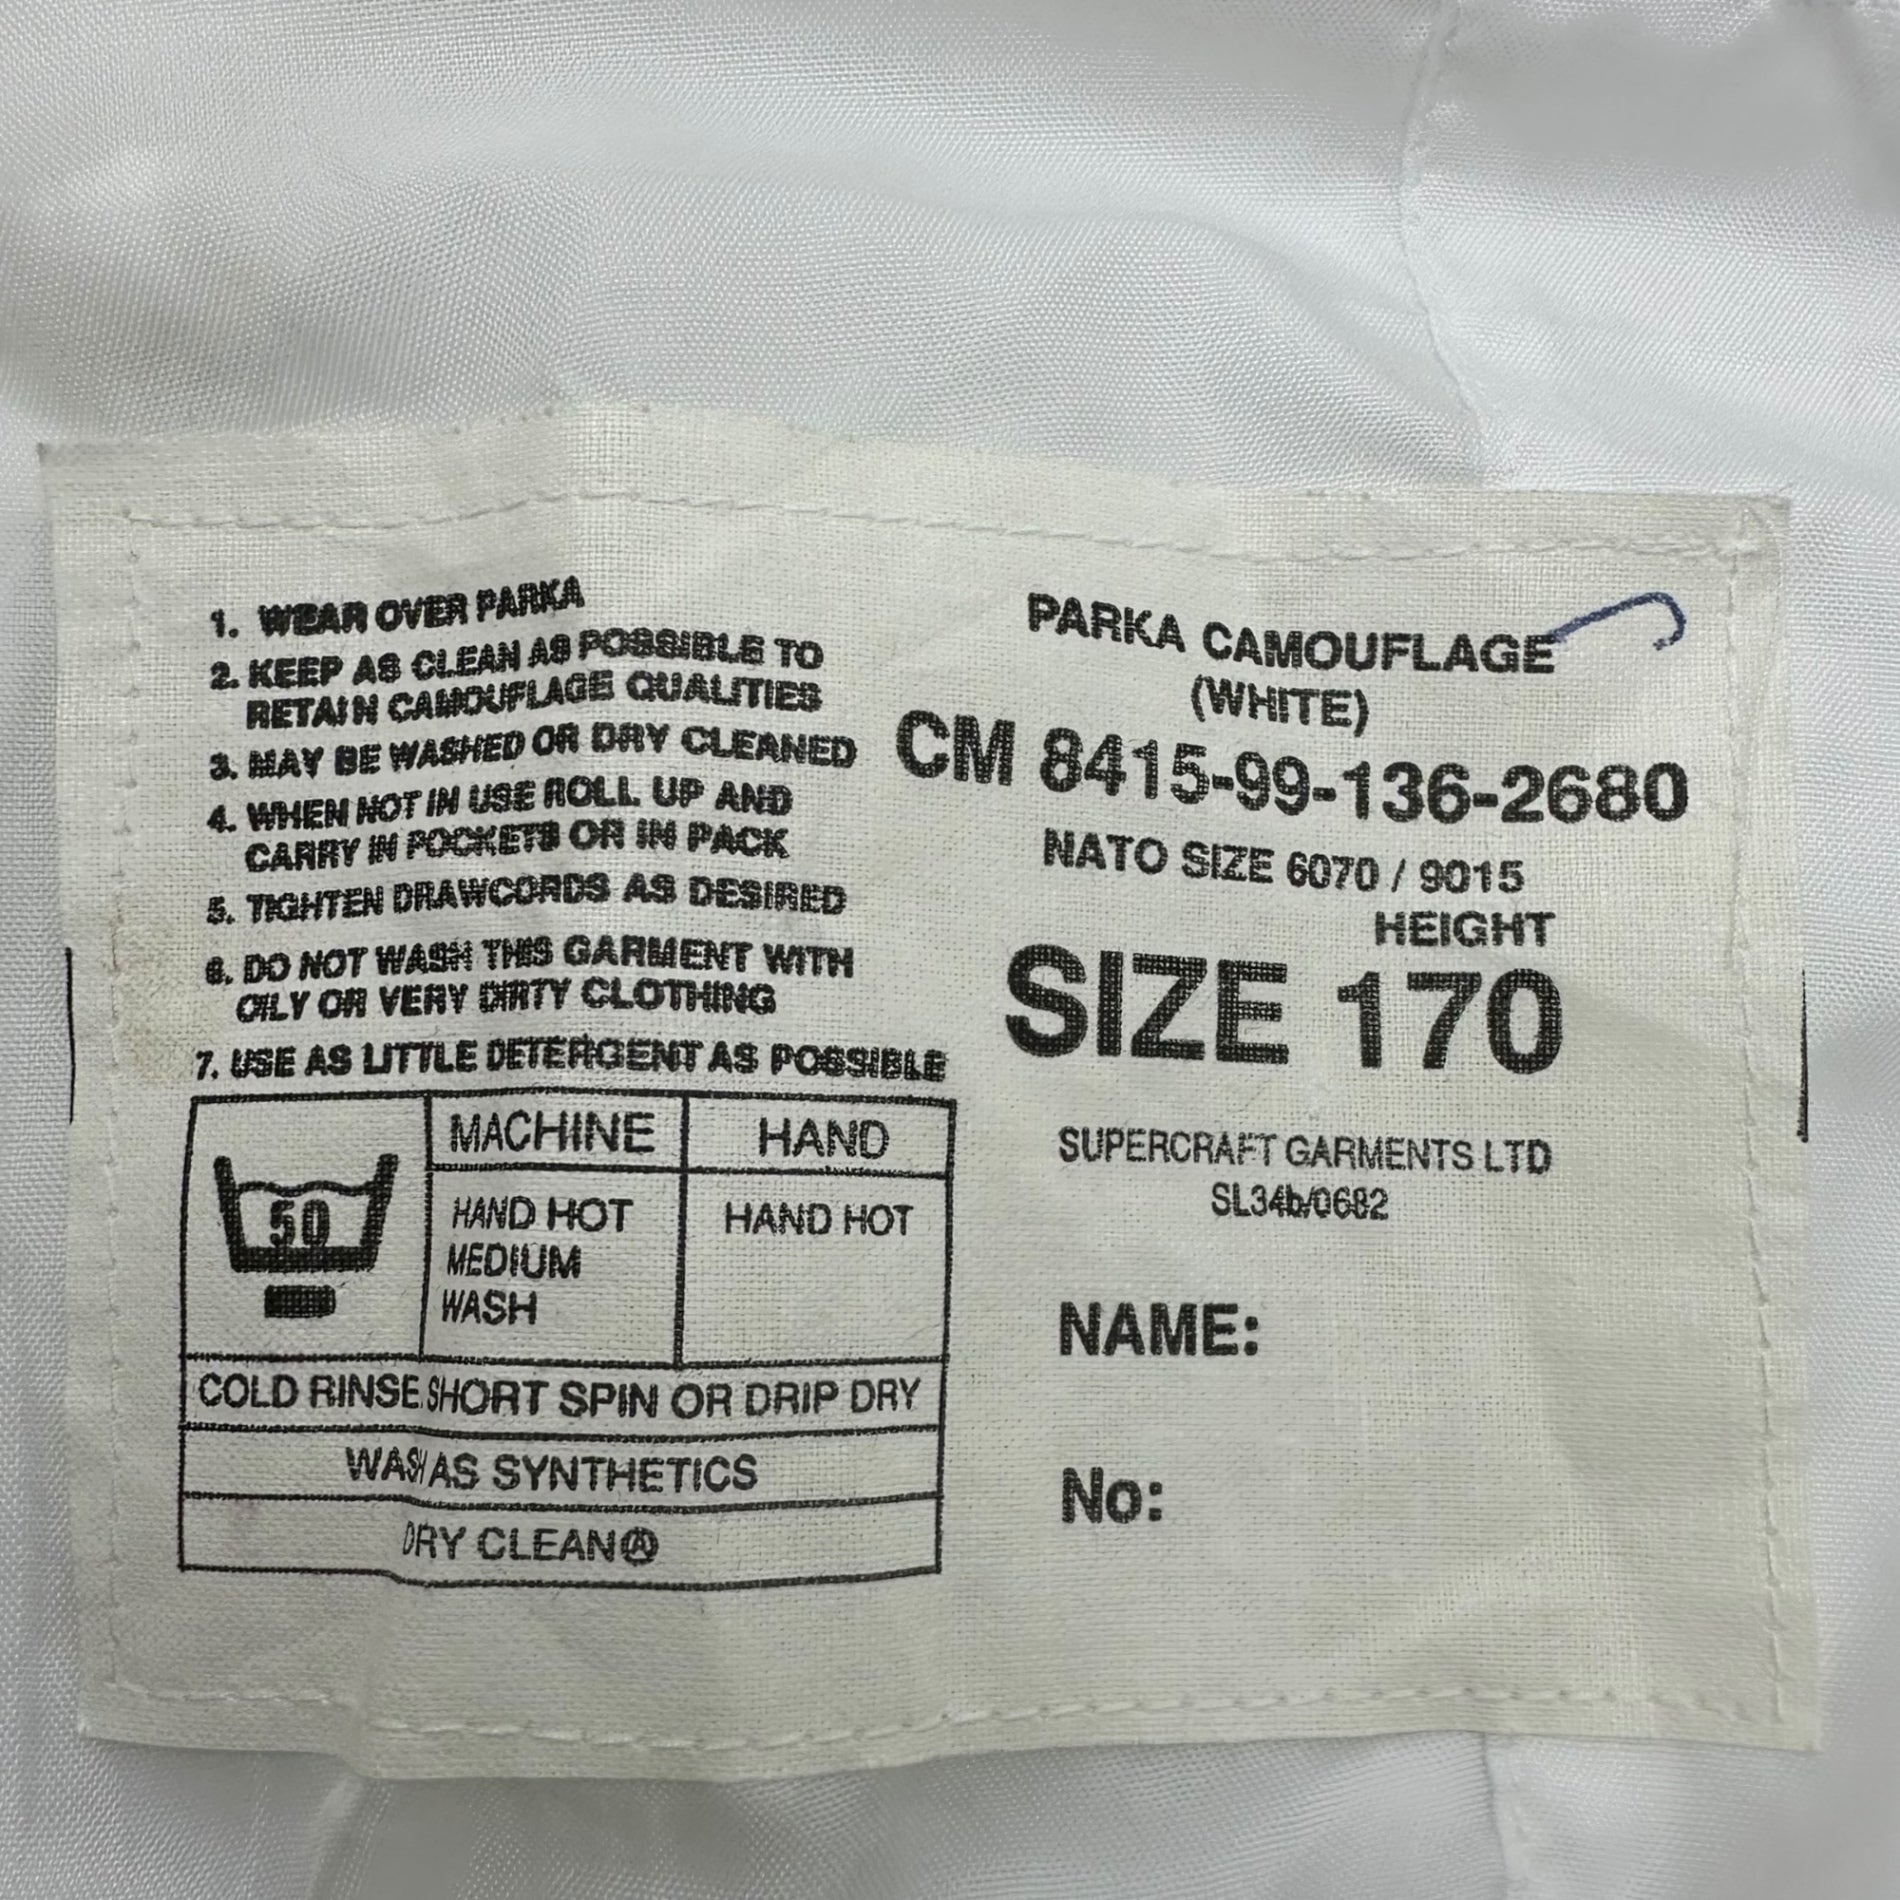 1. WEAR OVER PARKA
2. KEEP AS CLEAN AS POSSIBLE TO
RETAIN CAMOUFLAGE QUALITIES
3. MAY BE WASHED OR DRY CLEANED
4. WHEN NOT IN USE ROLL UP AND
CARRY IN POCKETS OR IN PACK
5. TIGHTEN DRAWCORDS AS DESIRED
6. DO NOT WASH THIS GARMENT WITH
OILY OR VERY DIRTY CLOTHING
7. USE AS LITTLE DETERGENT AS POSSIBLE
MACHINE
HAND
50
HAND HOT
MEDIUM
WASH
HAND HOT
COLD RINSE. SHORT SPIN OR DRIP DRY
WASH AS SYNTHETICS
DRY CLEAN Ⓐ
PARKA CAMOUFLAGE
(WHITE)
CM 8415-99-136-2680
NATO SIZE 6070 / 9015
HEIGHT
SIZE 170
SUPERCRAFT GARMENTS LTD
SL34b/0682
NAME:
No: